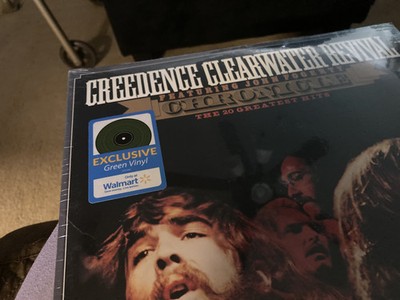 CREEDENCE CLEARWATER REVIVAL
FEATURING JOHN FOGERTY
CHRONICLE
THE 20 GREATEST HITS
EXCLUSIVE
Green Vinyl
Only at
Walmart